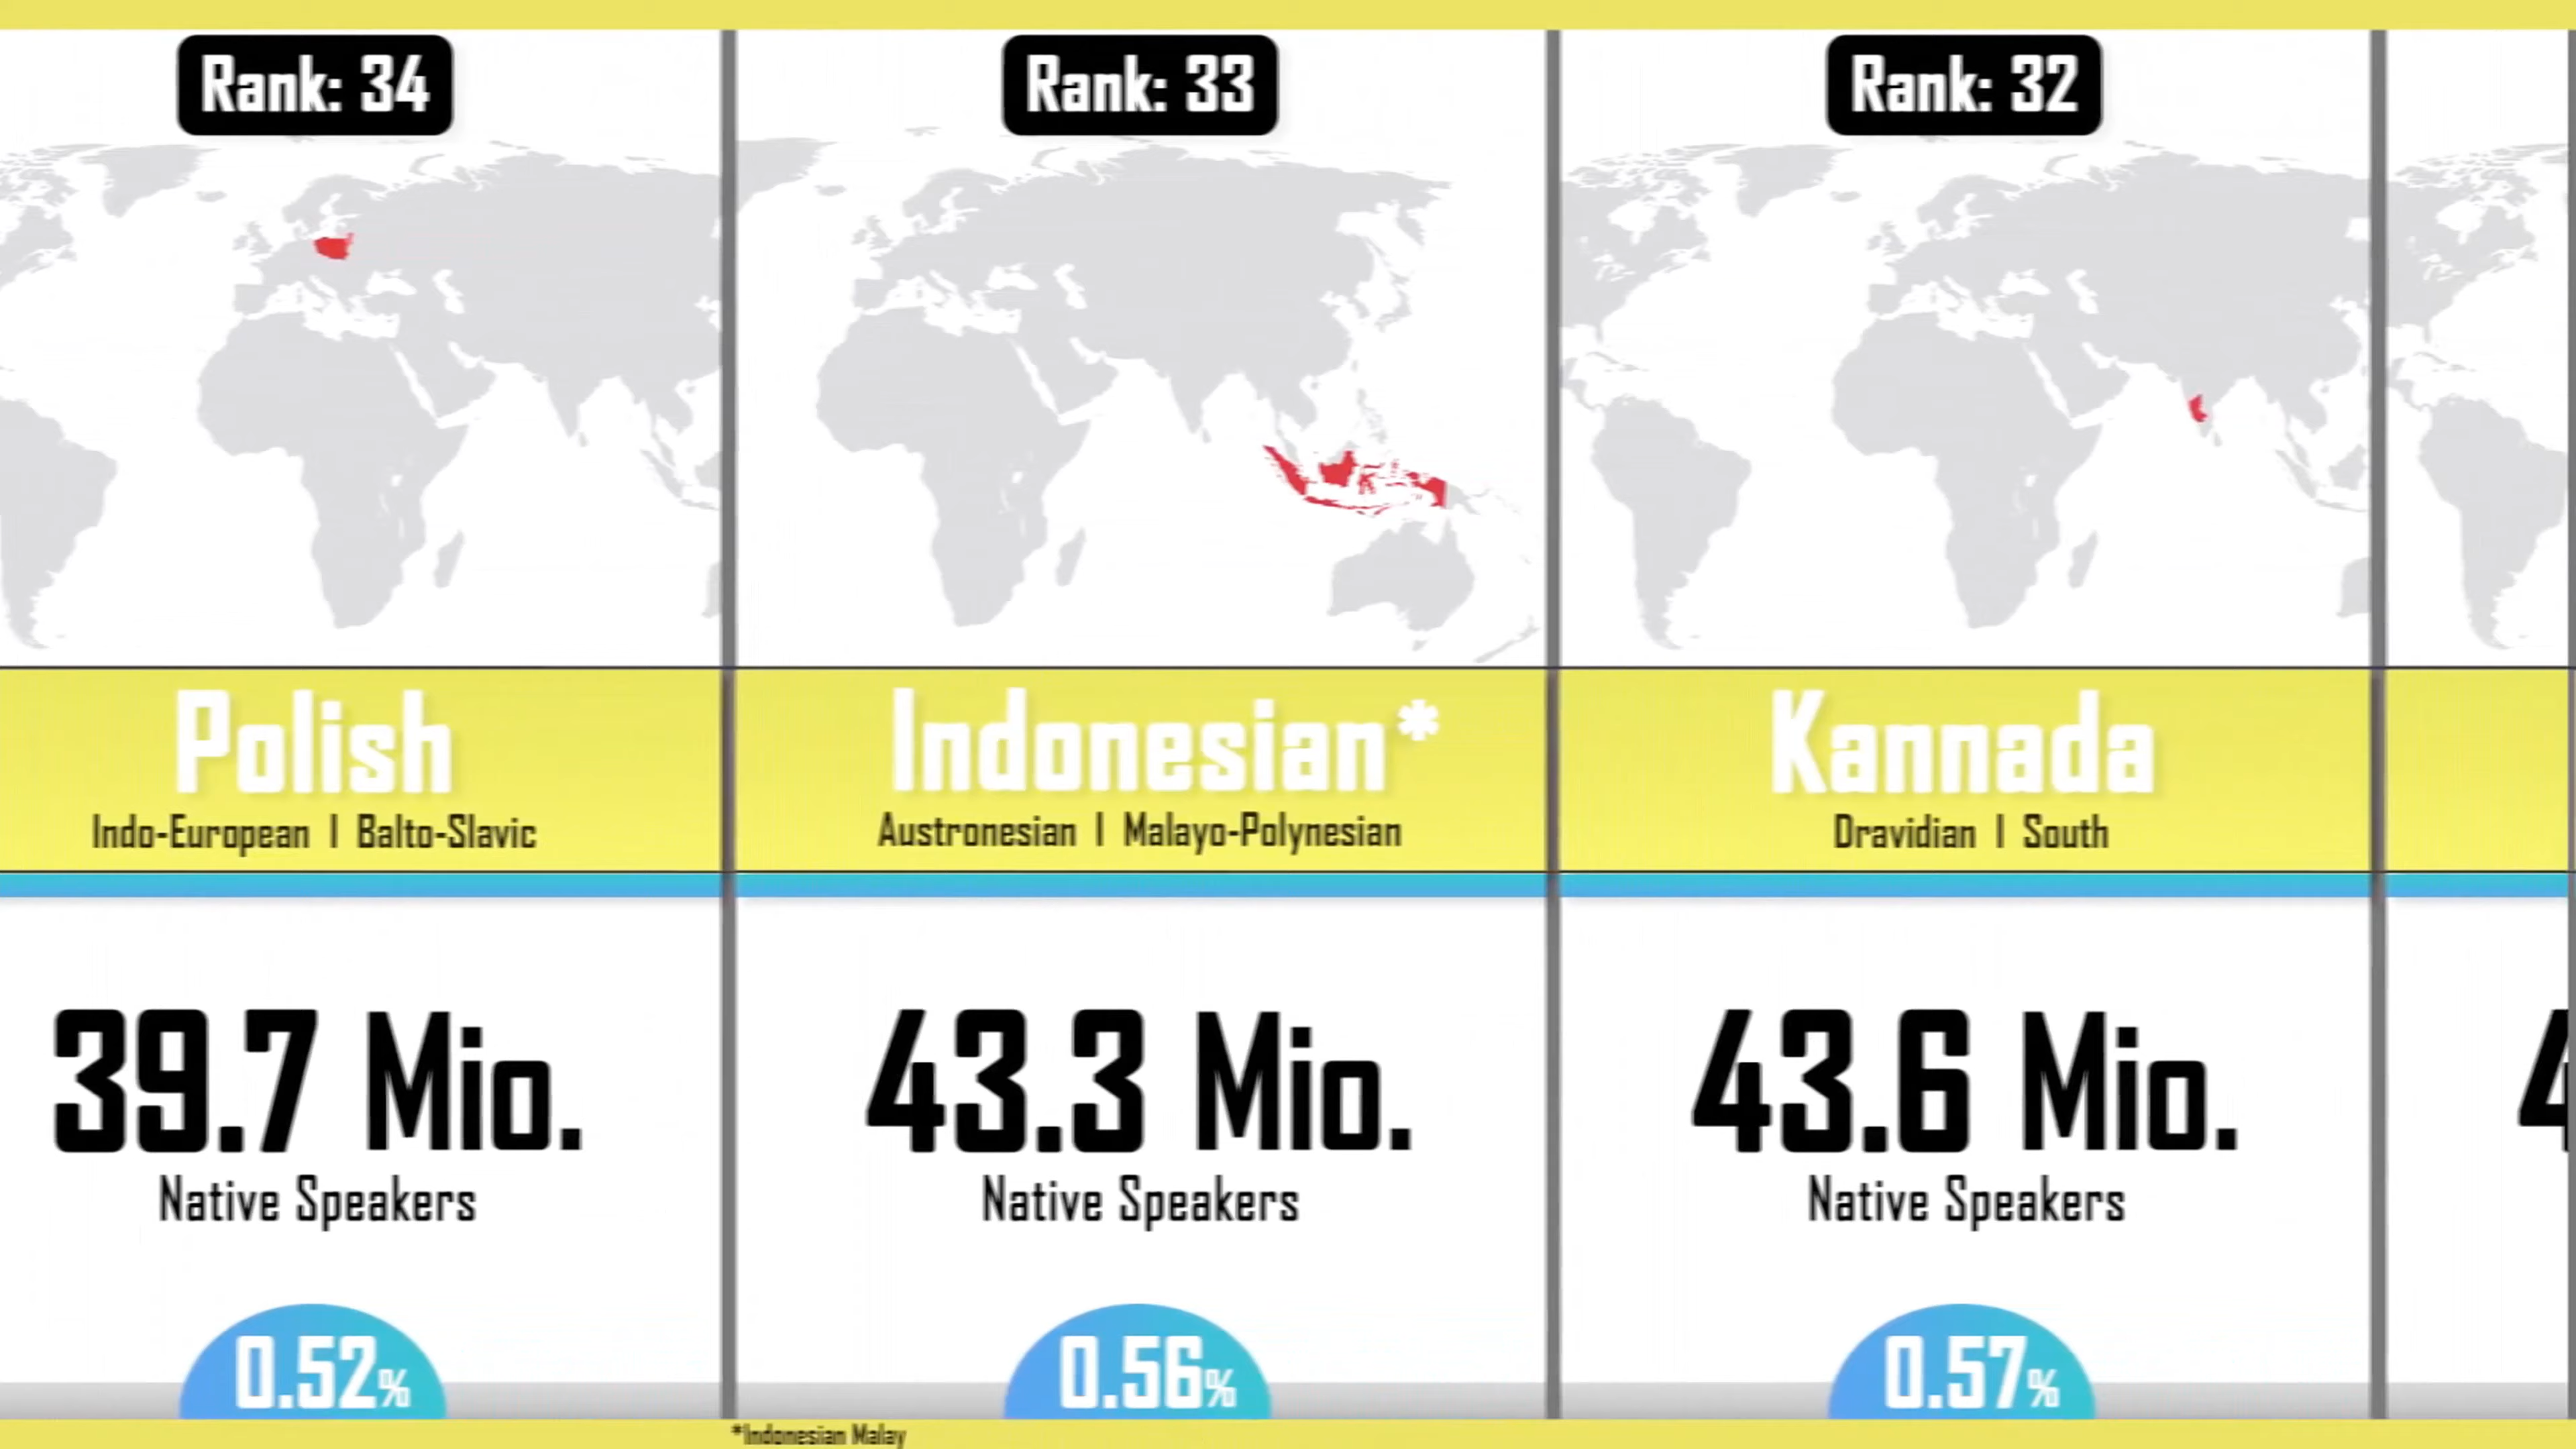 Rank: 34
Polish
Indo-European | Balto-Slavic
39.7 Mio.
Native Speakers
0.52%
Rank: 33
Indonesian*
Austronesian | Malayo-Polynesian
43.3 Mio.
Native Speakers
0.56%
*Indonesian Malay
Rank: 32
Kannada
Dravidian | South
43.6 Mio.
Native Speakers
0.57%